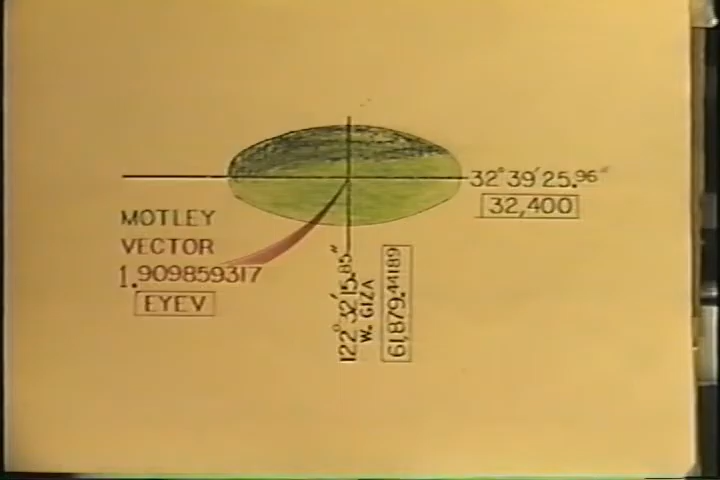 32° 39' 25.96"
32,400
MOTLEY
VECTOR
1.909859317
EYEV
122° 32' 15.85"
W. GIZA
61,879.44189